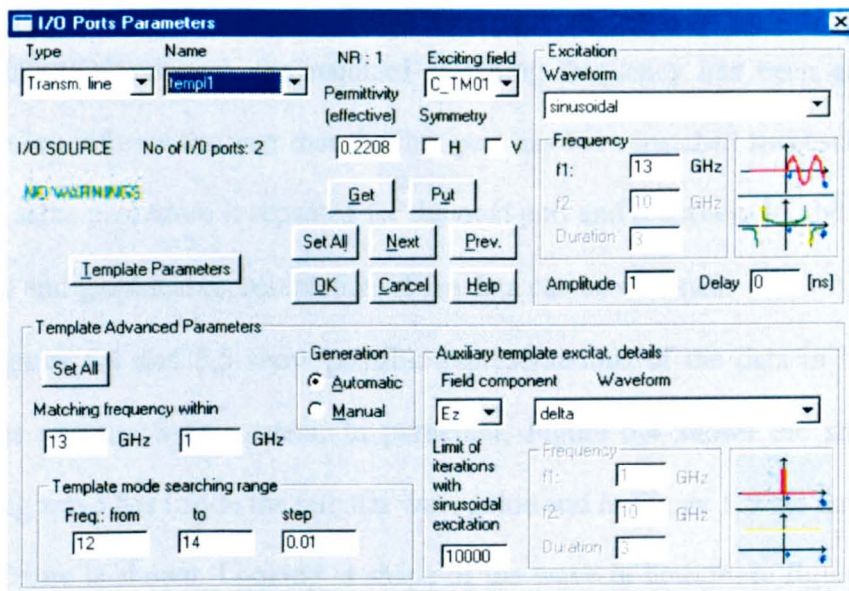 I/O Ports Parameters
Type
Name
NR : 1
Exciting field
Excitation
Transm. line
templ1
Permittivity (effective)
C_TM01
Waveform
sinusoidal
Symmetry
I/O SOURCE
No of I/O ports: 2
0.2208
H
V
Frequency
f1:
13
GHz
NO WARNINGS
Get
Put
f2:
10
GHz
Duration
3
Set All
Next
Prev.
Template Parameters
OK
Cancel
Help
Amplitude
1
Delay
0
[ns]
Template Advanced Parameters
Set All
Generation
Automatic
Manual
Matching frequency within
13
GHz
1
GHz
Template mode searching range
Freq.: from
to
step
12
14
0.01
Auxiliary template excitat. details
Field component
Waveform
Ez
delta
Limit of
iterations
with
sinusoidal
excitation
10000
Frequency
f1:
1
GHz
f2:
10
GHz
Duration
3